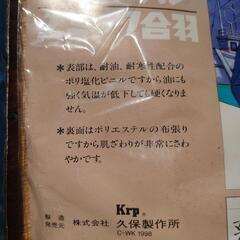 合羽
★表部は、耐油、耐寒性配合の
ポリ塩化ビニルですから油にも
強く気温が低下しても硬くなりません。
★裏面はポリエステルの布張り
ですから肌ざわりが非常にさわ
やかです。
Krp®
製造
発売元
株式会社 久保製作所
C-WK 1998